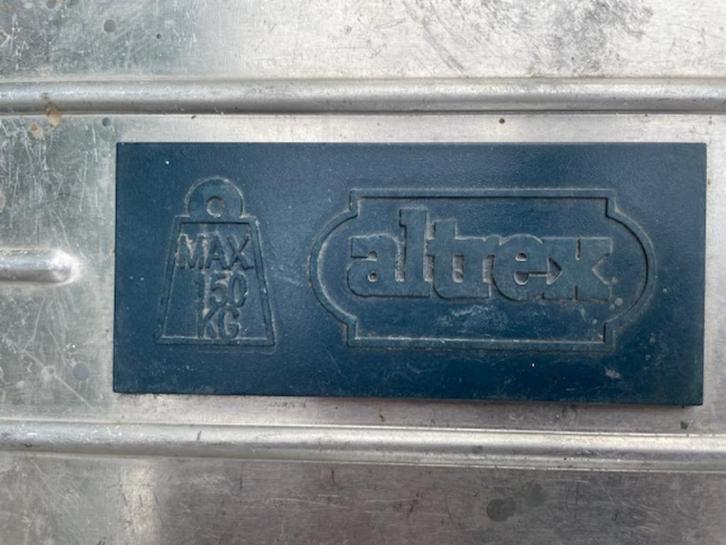 MAX.
150
KG
altrex